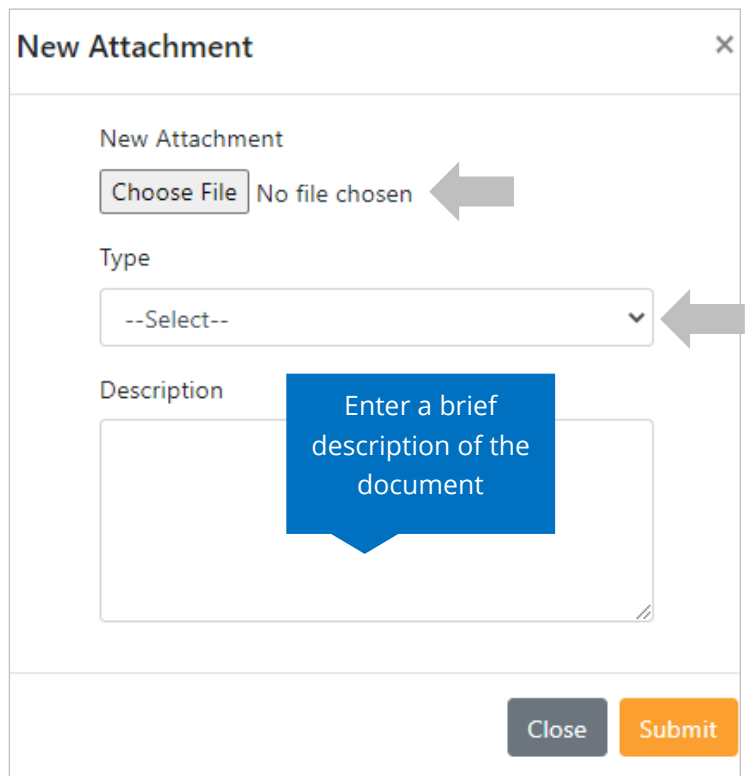 New Attachment ×
New Attachment
Choose File No file chosen
Type
--Select--
Description
Enter a brief
description of the
document
Close Submit